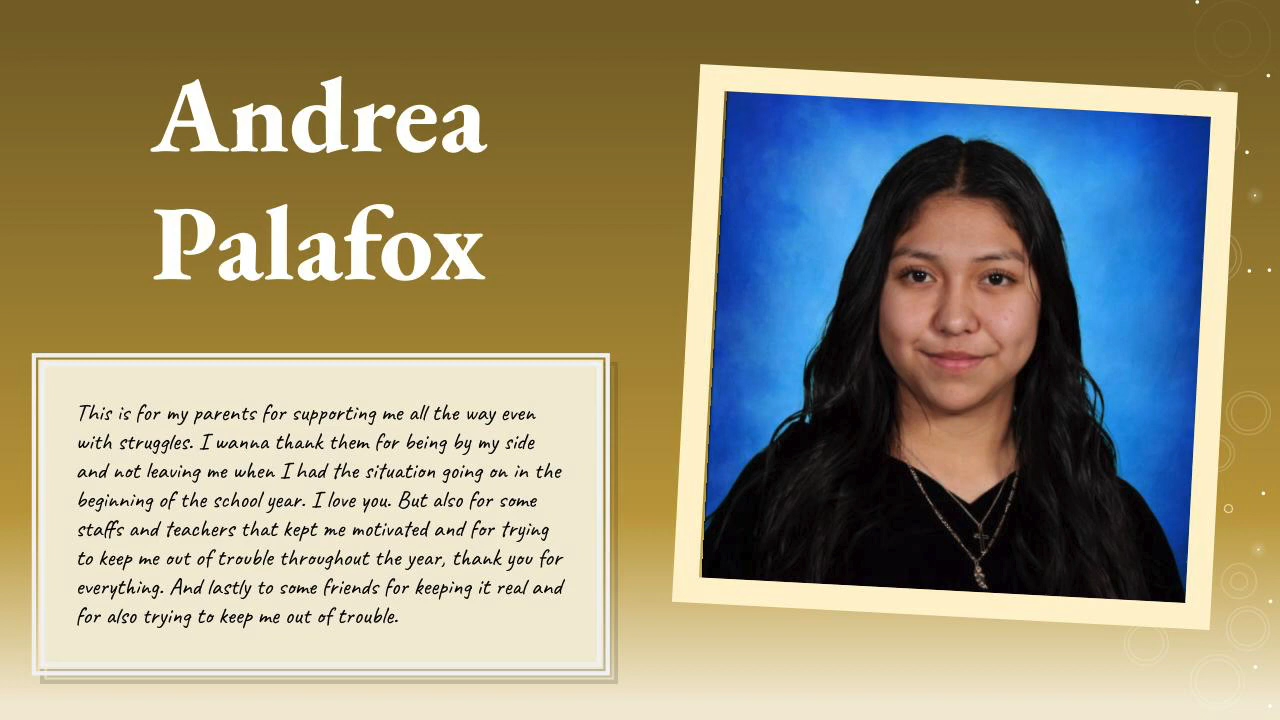 Andrea
Palafox
This is for my parents for supporting me all the way even
with struggles. I wanna thank them for being by my side
and not leaving me when I had the situation going on in the
beginning of the school year. I love you. But also for some
staffs and teachers that kept me motivated and for trying
to keep me out of trouble throughout the year, thank you for
everything. And lastly to some friends for keeping it real and
for also trying to keep me out of trouble.